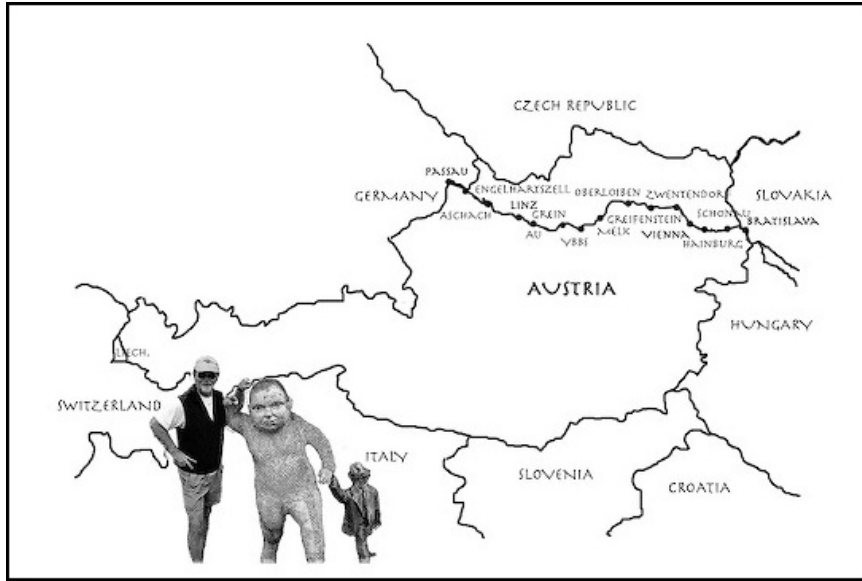 CZECH REPUBLIC
PASSAU
GERMANY
ENGELHARTSZELL
OBERLOIBEN
ZWENTENDORF
SLOVAKIA
ASCHACH
LINZ
GREIN
AU
YBBS
MELK
GREIFENSTEIN
VIENNA
SCHONAU
HAINBURG
BRATISLAVA
AUSTRIA
HUNGARY
LIECH.
SWITZERLAND
ITALY
SLOVENIA
CROATIA